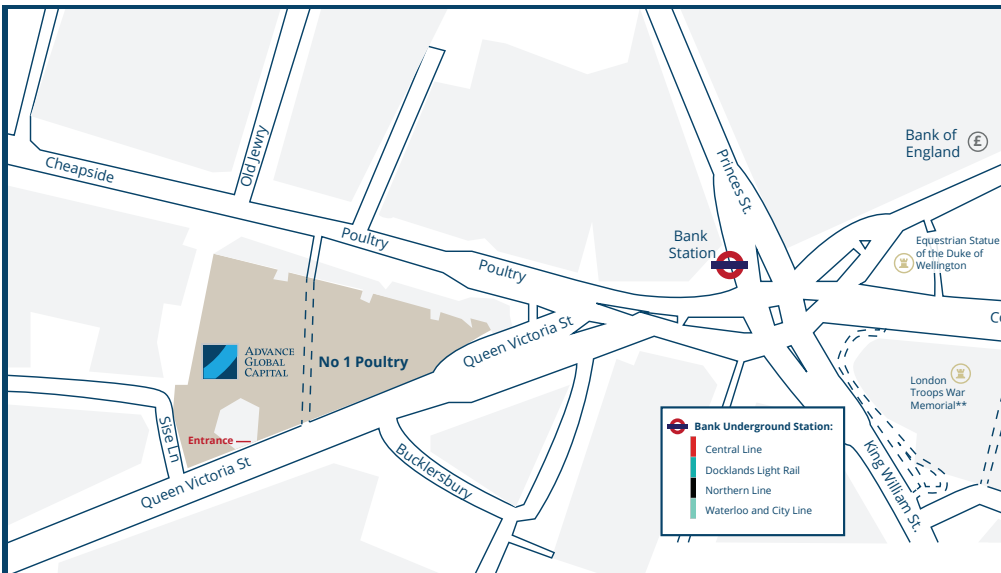 Cheapside
Old Jewry
Poultry
Poultry
Princes St.
Bank of
England
£
Bank
Station
Equestrian Statue
of the Duke of
Wellington
Queen Victoria St
ADVANCE
GLOBAL
CAPITAL
No 1 Poultry
London
Troops War
Memorial**
Entrance
Sise Ln
Queen Victoria St
Bucklersbury
King William St.
Bank Underground Station:
Central Line
Docklands Light Rail
Northern Line
Waterloo and City Line